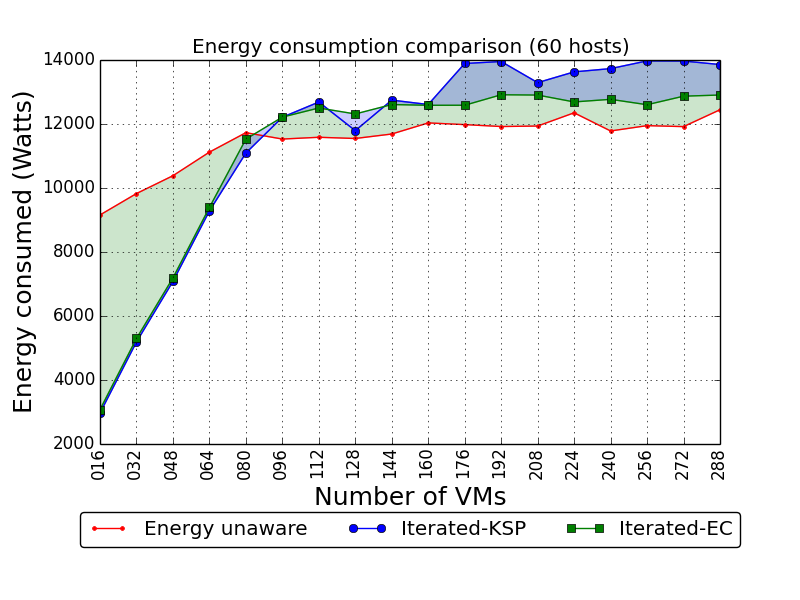 Energy consumption comparison (60 hosts)
Energy consumed (Watts)
14000
12000
10000
8000
6000
4000
2000
016 032 048 064 080 096 112 128 144 160 176 192 208 224 240 256 272 288
Number of VMs
Energy unaware Iterated-KSP Iterated-EC